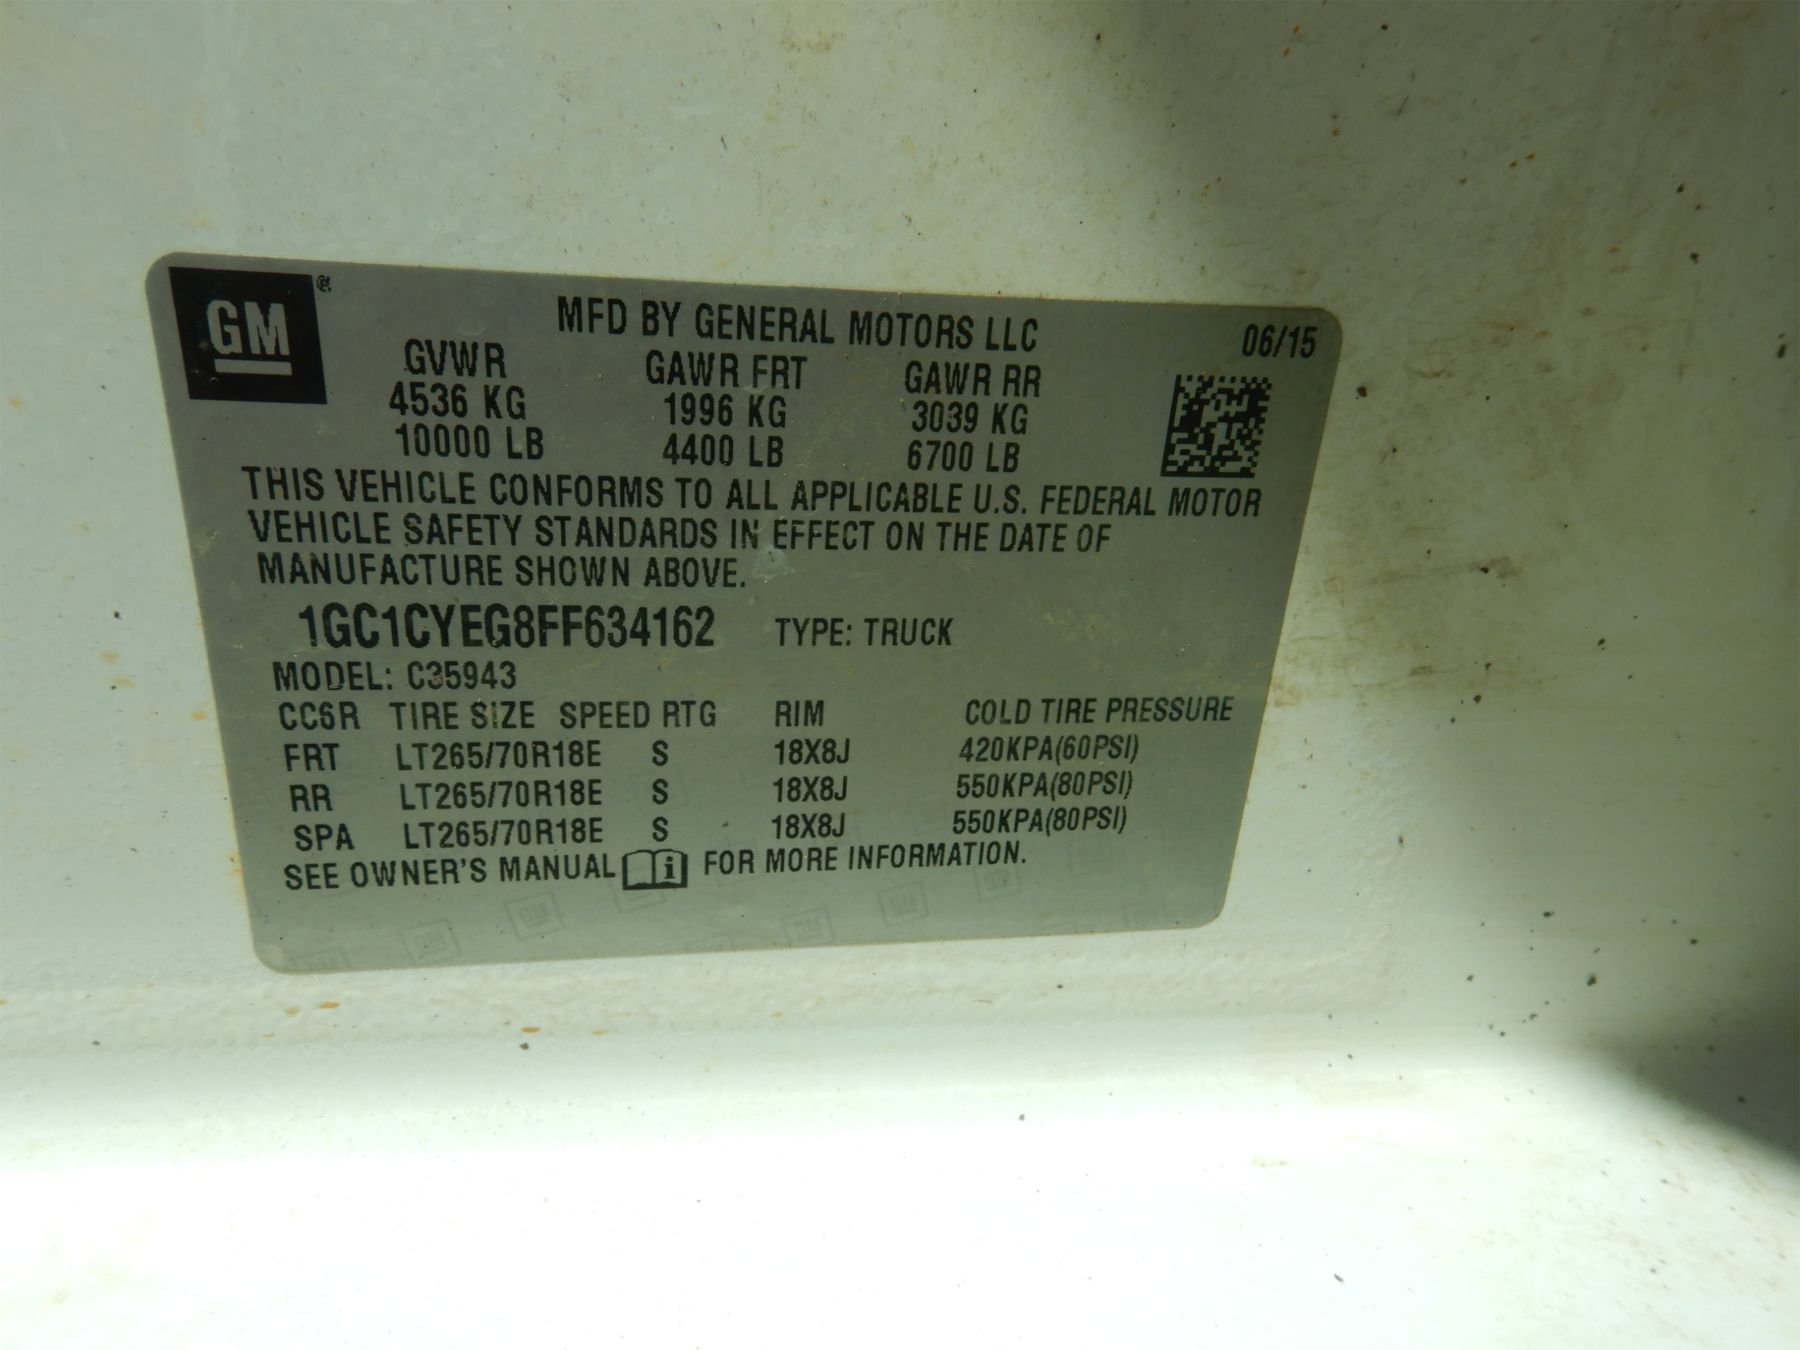 GM ®
MFD BY GENERAL MOTORS LLC 06/15
GVWR GAWR FRT GAWR RR
4536 KG 1996 KG 3039 KG
10000 LB 4400 LB 6700 LB
THIS VEHICLE CONFORMS TO ALL APPLICABLE U.S. FEDERAL MOTOR
VEHICLE SAFETY STANDARDS IN EFFECT ON THE DATE OF
MANUFACTURE SHOWN ABOVE.
1GC1CYEG8FF634162 TYPE: TRUCK
MODEL: C35943
CC6R TIRE SIZE SPEED RTG RIM COLD TIRE PRESSURE
FRT LT265/70R18E S 18X8J 420KPA(60PSI)
RR LT265/70R18E S 18X8J 550KPA(80PSI)
SPA LT265/70R18E S 18X8J 550KPA(80PSI)
SEE OWNER'S MANUAL i FOR MORE INFORMATION.